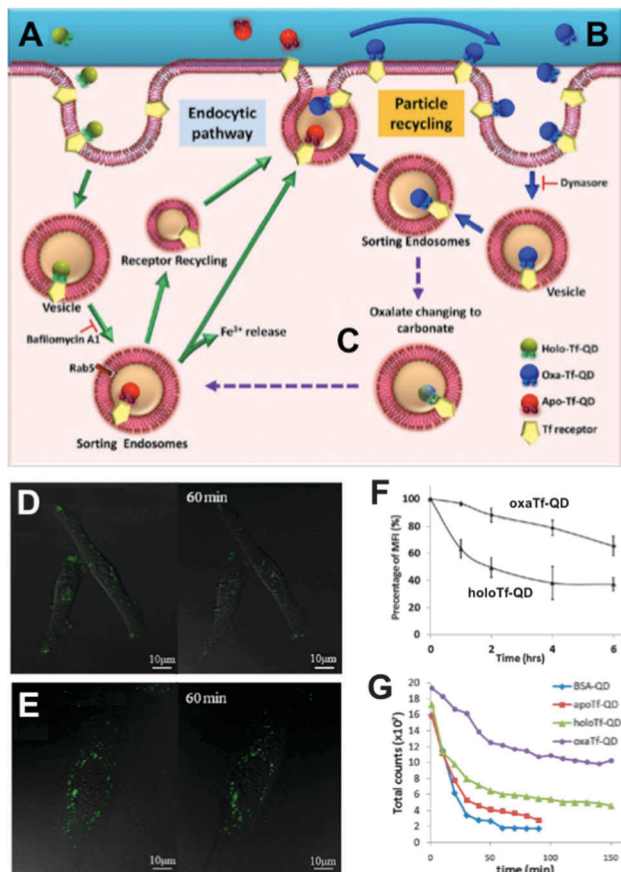 A
B
Endocytic
pathway
Particle
recycling
Dynasore
Sorting Endosomes
Vesicle
Receptor Recycling
Vesicle
Bafilomycin A1
Oxalate changing to
carbonate
Fe3+ release
C
Rab5
Sorting Endosomes
Holo-Tf-QD
Oxa-Tf-QD
Apo-Tf-QD
Tf receptor
D
60 min
10μm
10μm
E
60 min
10μm
10μm
F
Precentage of MFI (%)
100
80
60
40
20
0
oxaTf-QD
holoTf-QD
0
2
4
6
Time (hrs)
G
Total counts (x10⁷)
20
18
16
14
12
10
8
6
4
2
0
BSA-QD
apoTf-QD
holoTf-QD
oxaTf-QD
0
50
100
150
time (min)